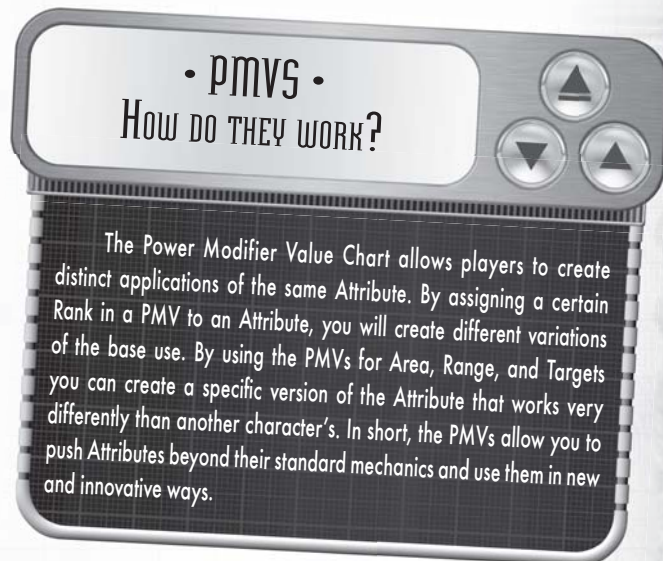 • PMVS •
How do they work?
The Power Modifier Value Chart allows players to create
distinct applications of the same Attribute. By assigning a certain
Rank in a PMV to an Attribute, you will create different variations
of the base use. By using the PMVs for Area, Range, and Targets
you can create a specific version of the Attribute that works very
differently than another character's. In short, the PMVs allow you to
push Attributes beyond their standard mechanics and use them in new
and innovative ways.